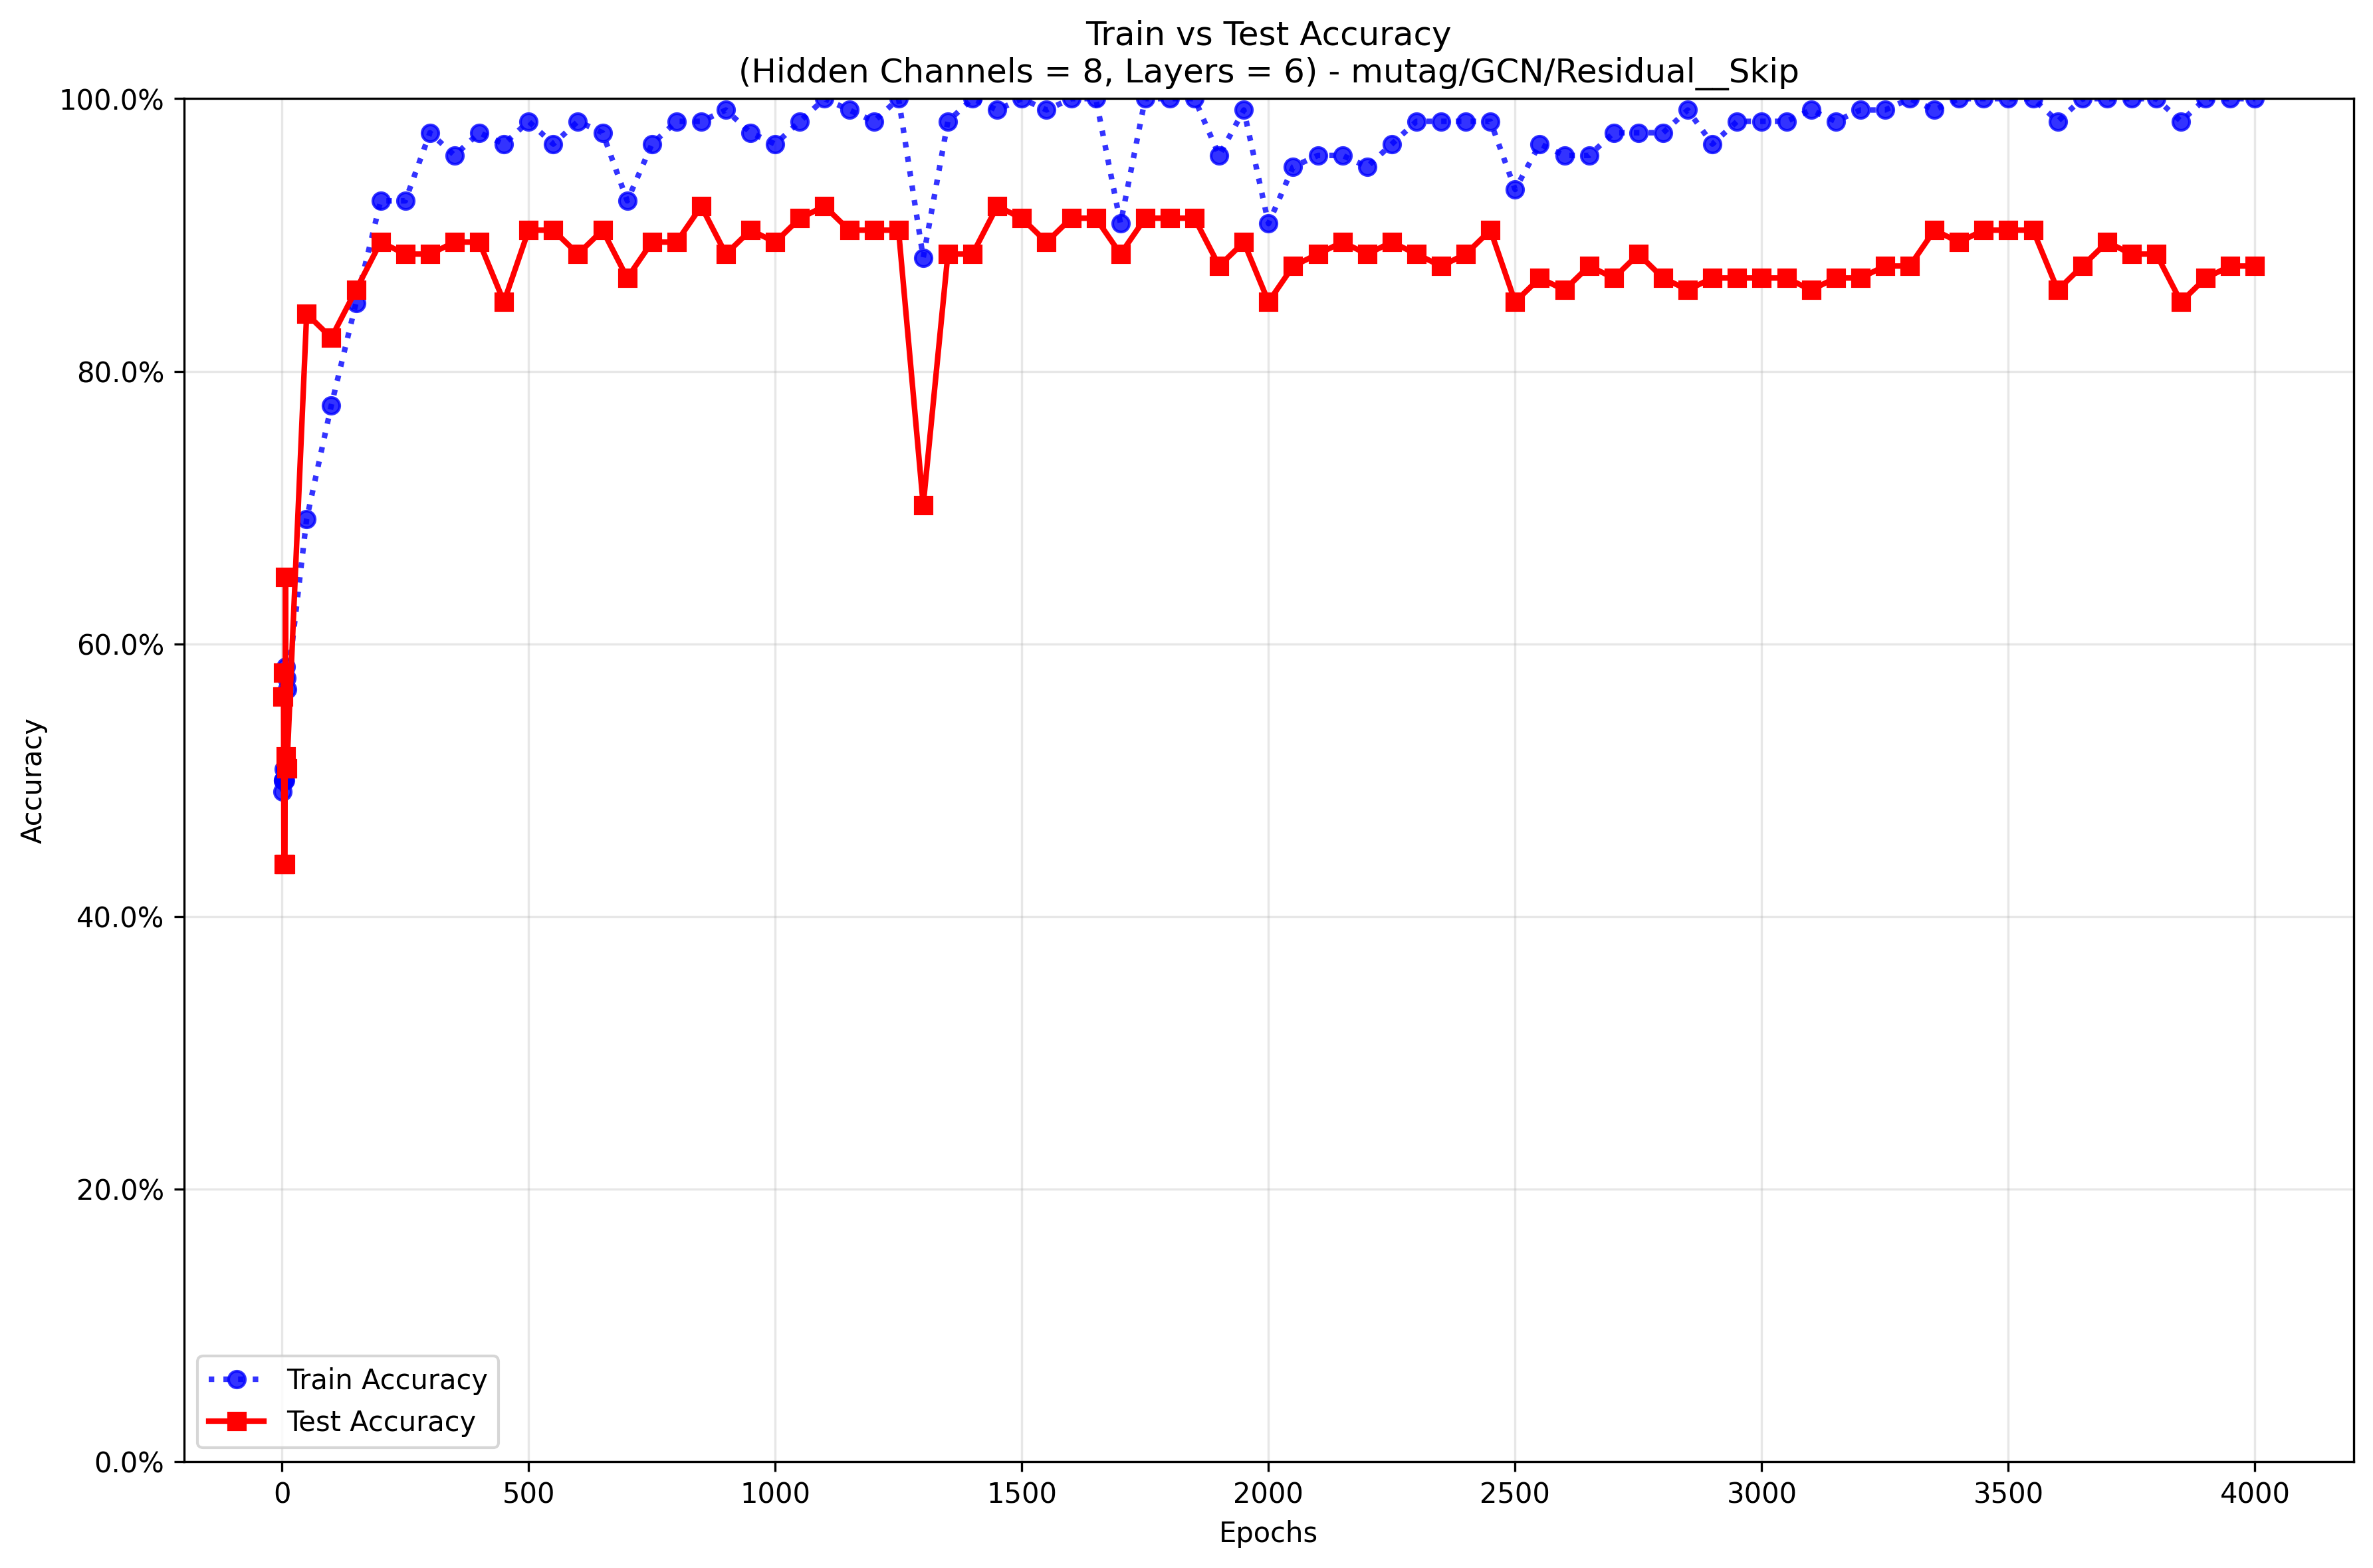 Train vs Test Accuracy
(Hidden Channels = 8, Layers = 6) - mutag/GCN/Residual__Skip
100.0%
80.0%
60.0%
40.0%
20.0%
0.0%
Accuracy
Train Accuracy
Test Accuracy
0 500 1000 1500 2000 2500 3000 3500 4000
Epochs